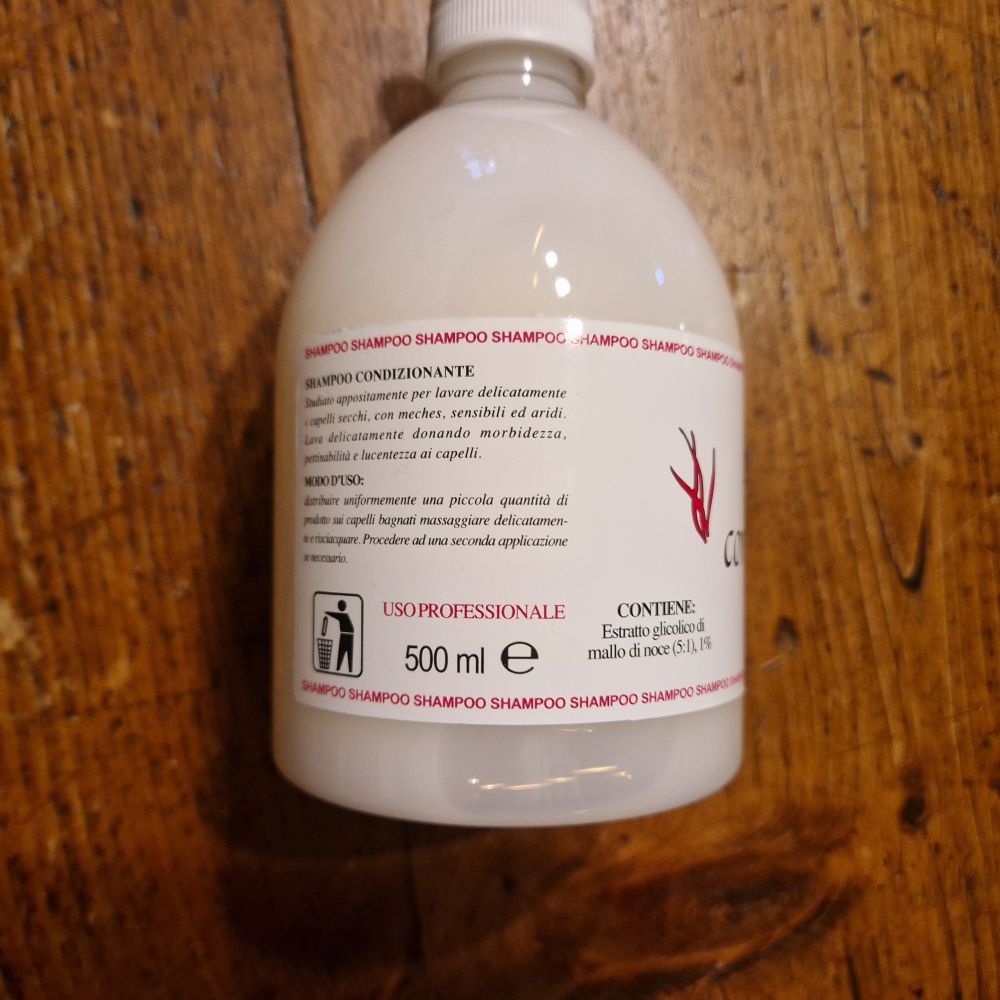 SHAMPOO SHAMPOO SHAMPOO SHAMPOO SHAMPOO SHAMPOO SHAMPOO
SHAMPOO CONDIZIONANTE
Studiato appositamente per lavare delicatamente
i capelli secchi, con meches, sensibili ed aridi.
Lava delicatamente donando morbidezza,
pettinabilità e lucentezza ai capelli.
MODO D'USO:
distribuire uniformemente una piccola quantità di
prodotto sui capelli bagnati massaggiare delicatamen-
te e risciacquare. Procedere ad una seconda applicazione
se necessario.
USO PROFESSIONALE
500 ml ℮
CONTIENE:
Estratto glicolico di
mallo di noce (5:1), 1%
SHAMPOO SHAMPOO SHAMPOO SHAMPOO SHAMPOO SHAMPOO SHAMPOO